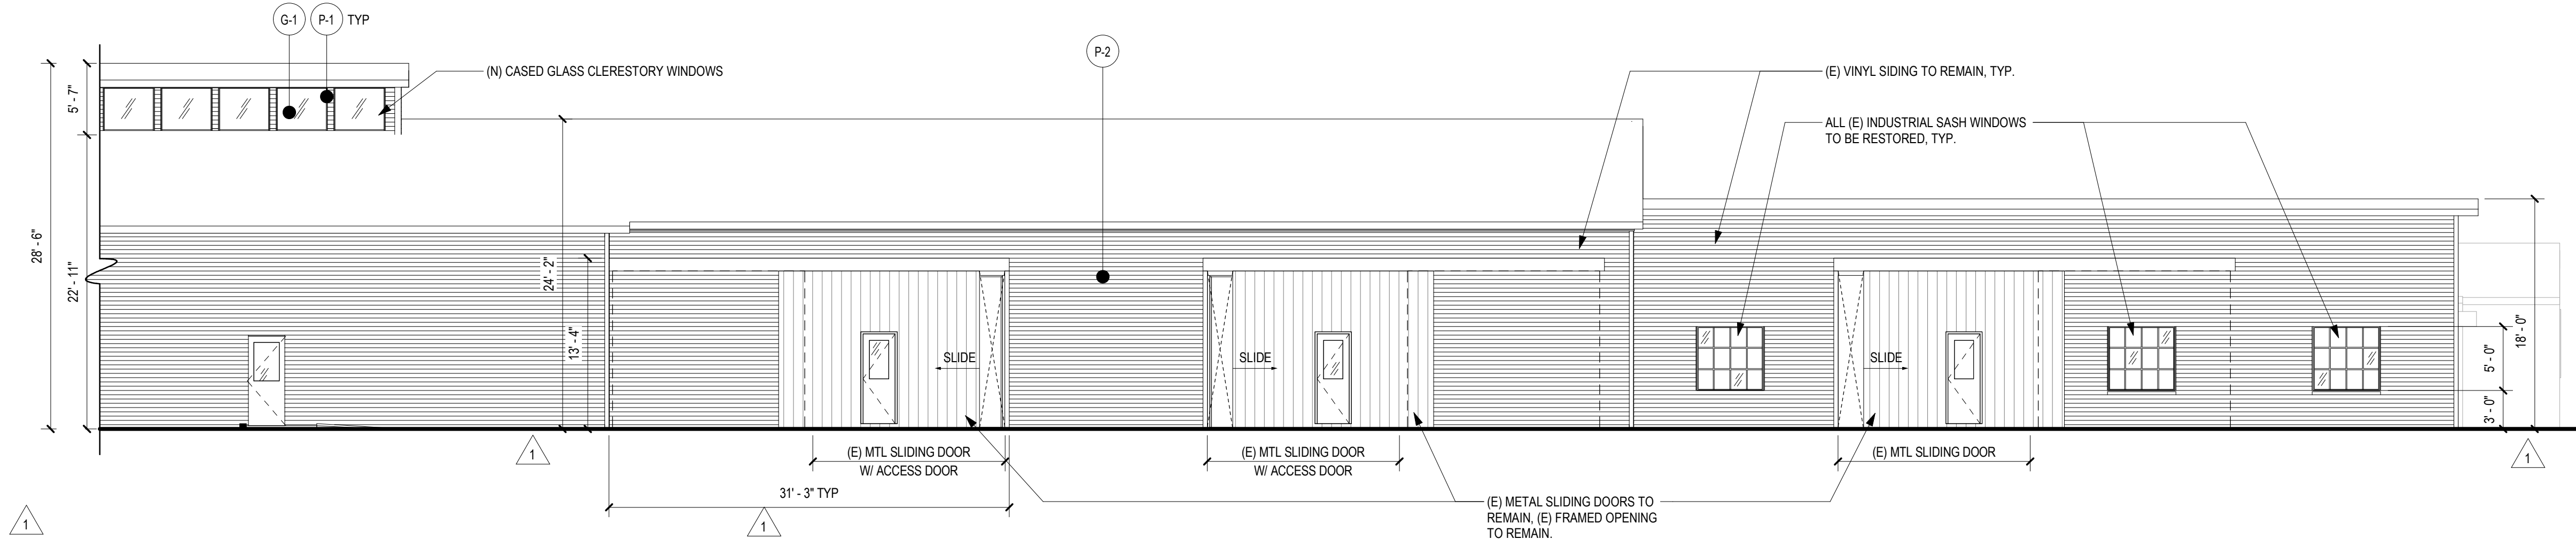 G-1
P-1
TYP
P-2
(N) CASED GLASS CLERESTORY WINDOWS
(E) VINYL SIDING TO REMAIN, TYP.
ALL (E) INDUSTRIAL SASH WINDOWS
TO BE RESTORED, TYP.
5' - 7"
28' - 6"
22' - 11"
24' - 2"
13' - 4"
SLIDE
SLIDE
SLIDE
5' - 0"
18' - 0"
3' - 0"
1
(E) MTL SLIDING DOOR
W/ ACCESS DOOR
(E) MTL SLIDING DOOR
W/ ACCESS DOOR
(E) MTL SLIDING DOOR
1
31' - 3" TYP
(E) METAL SLIDING DOORS TO
REMAIN, (E) FRAMED OPENING
TO REMAIN.
1
1